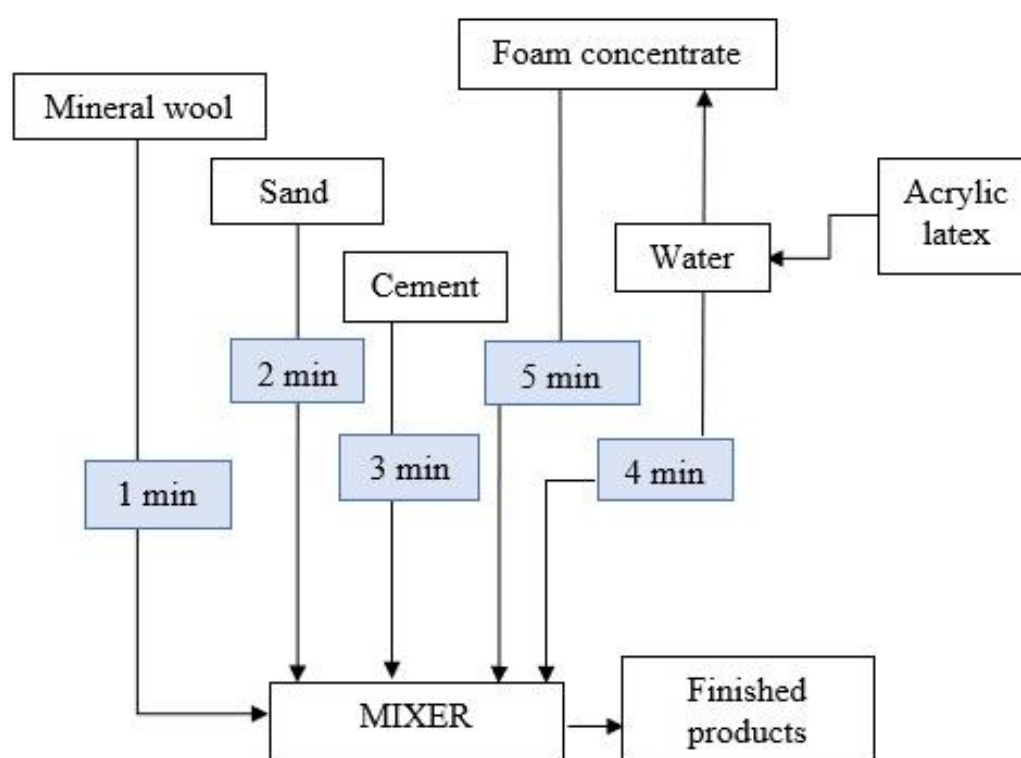 Foam concentrate
Mineral wool
Sand
Acrylic
latex
Water
Cement
2 min
5 min
3 min
4 min
1 min
MIXER
Finished
products